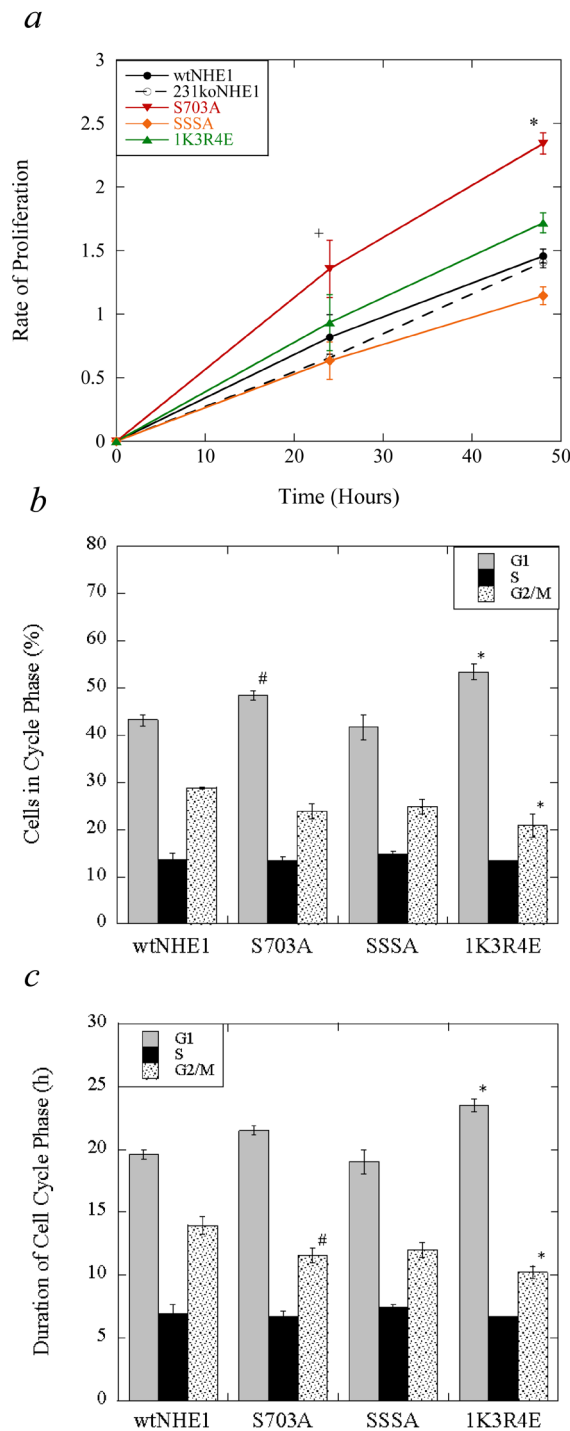 a
wtNHE1
231koNHE1
S703A
SSSA
1K3R4E
3
2.5
2
1.5
1
0.5
0
*
+
0 10 20 30 40 50
Rate of Proliferation
Time (Hours)
b
80
70
60
50
40
30
20
10
0
G1
S
G2/M
#
*
*
Cells in Cycle Phase (%)
wtNHE1 S703A SSSA 1K3R4E
c
30
25
20
15
10
5
0
G1
S
G2/M
*
#
*
Duration of Cell Cycle Phase (h)
wtNHE1 S703A SSSA 1K3R4E